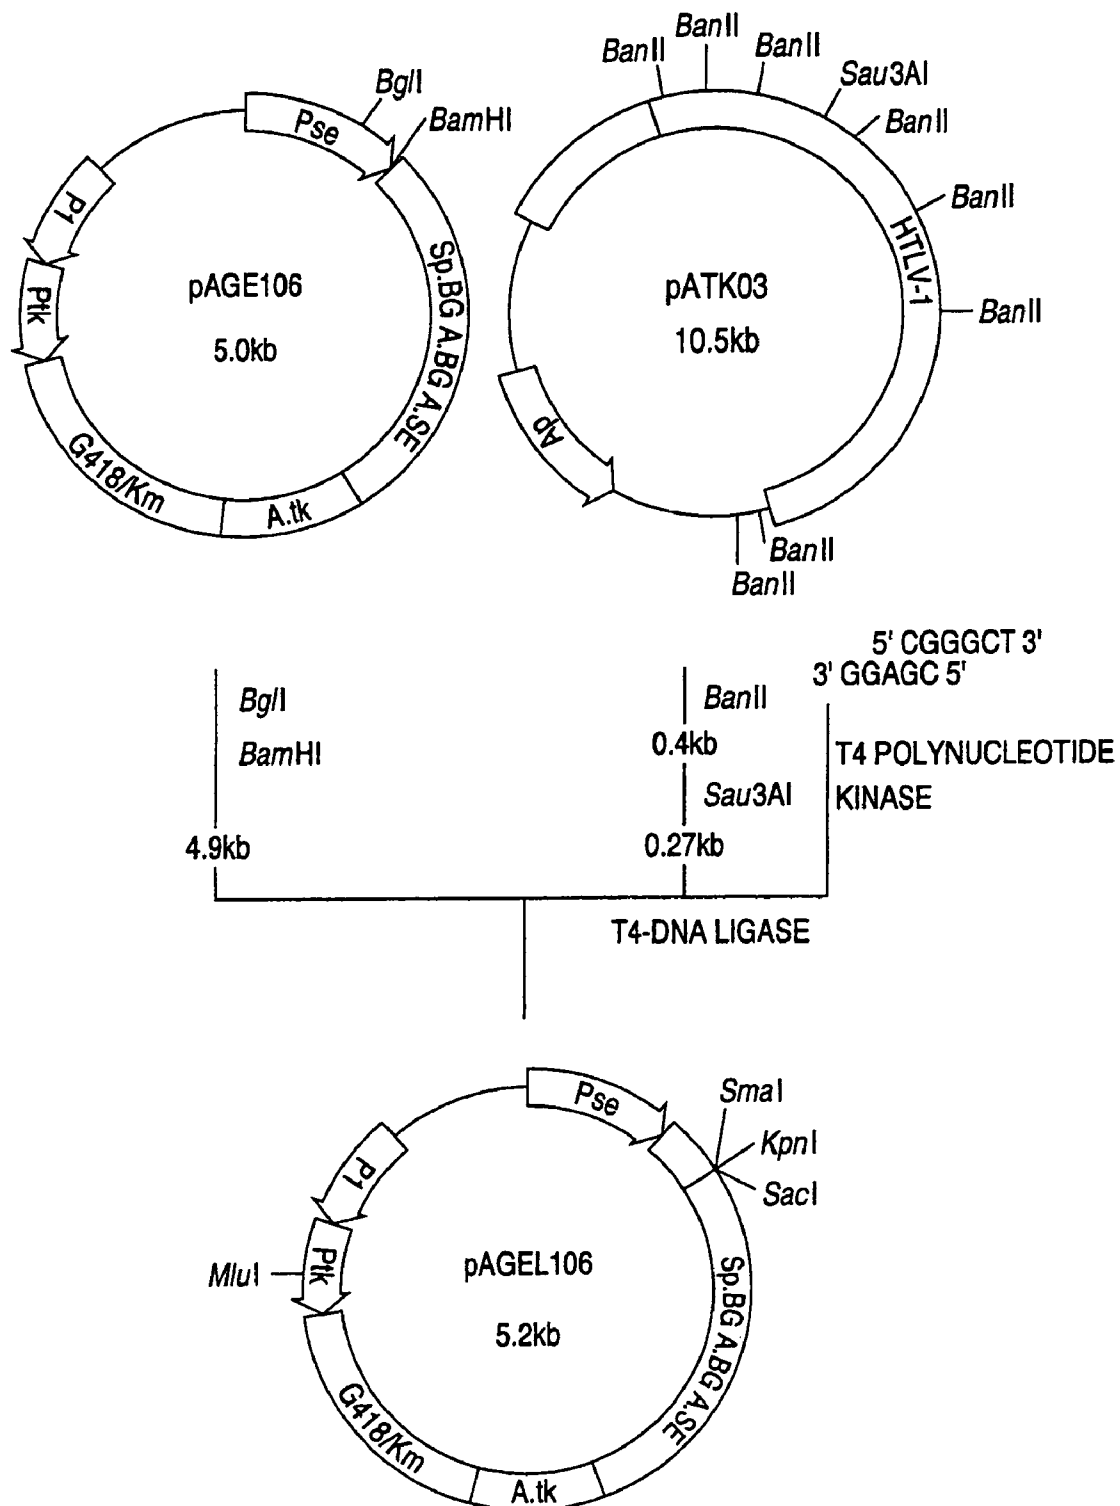 BglI
BamHI
Pse
P1
Ptk
G418/Km
A.tk
Sp.BG A.BG A.SE
pAGE106
5.0kb
BanII
BanII
BanII
Sau3AI
BanII
BanII
HTLV-1
BanII
pATK03
10.5kb
Ap
BanII
BanII
5' CGGGCT 3'
3' GGAGC 5'
BglI
BamHI
4.9kb
BanII
0.4kb
Sau3AI
0.27kb
T4 POLYNUCLEOTIDE
KINASE
T4-DNA LIGASE
Pse
SmaI
KpnI
SacI
P1
Ptk
MluI
pAGEL106
5.2kb
Sp.BG A.BG A.SE
G418/Km
A.tk